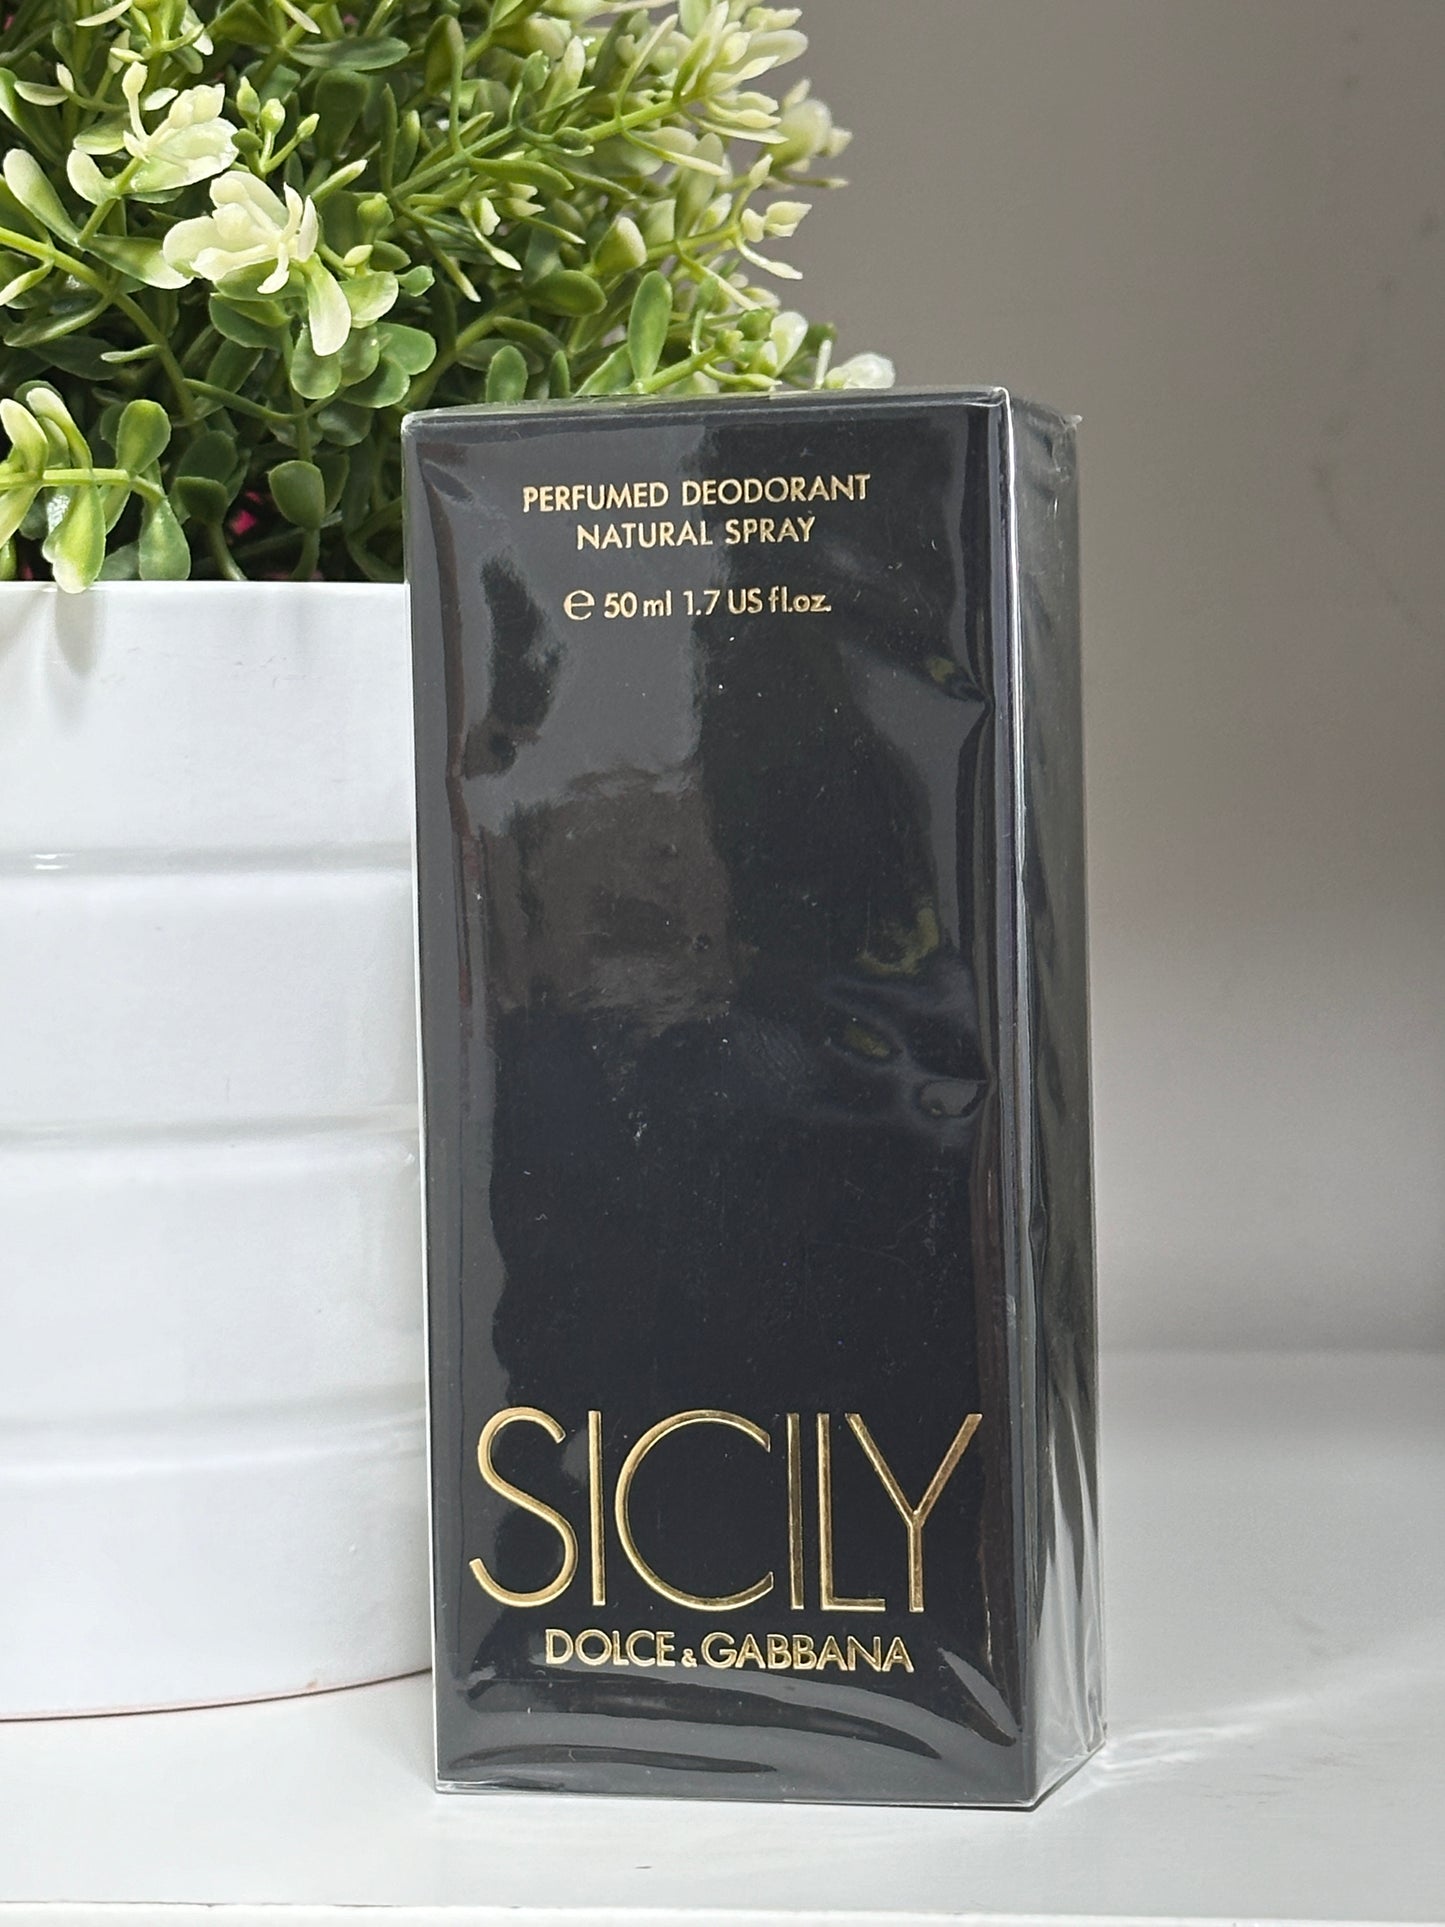 PERFUMED DEODORANT
NATURAL SPRAY
℮ 50 ml 1.7 US fl.oz.
SICILY
DOLCE & GABBANA